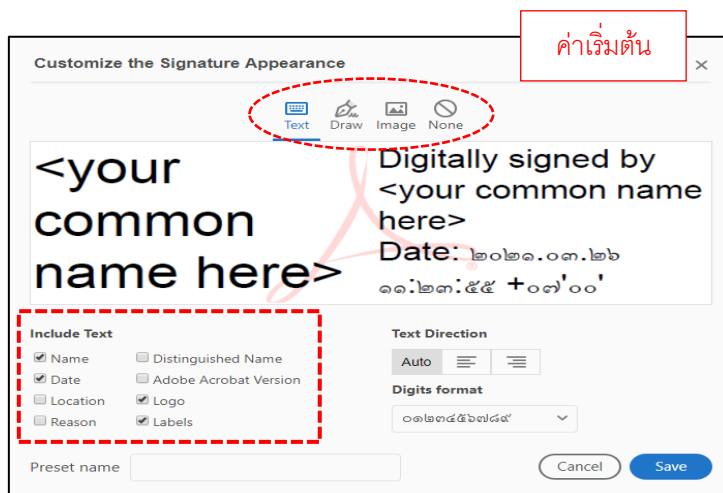 ค่าเริ่มต้น
Customize the Signature Appearance
Text Draw Image None
<your
common
name here>
Digitally signed by
<your common name
here>
Date: ๒๐๒๑.๐๓.๒๖
๑๑:๒๓:๕๕ +๐๗'๐๐'
Include Text
Name Distinguished Name
Date Adobe Acrobat Version
Location Logo
Reason Labels
Text Direction
Auto
Digits format
๐๑๒๓๔๕๖๗๘๙
Preset name
Cancel Save